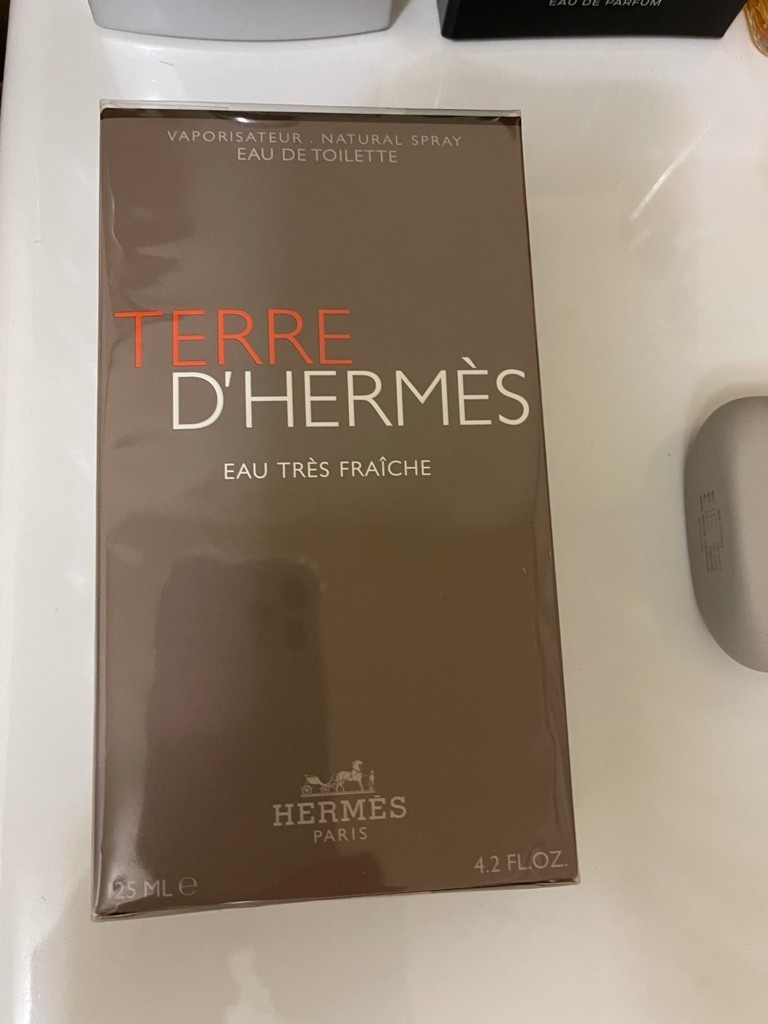 EAU DE PARFUM
VAPORISATEUR . NATURAL SPRAY
EAU DE TOILETTE
TERRE
D'HERMÈS
EAU TRÈS FRAÎCHE
HERMÈS
PARIS
125 ML ℮
4.2 FL.OZ.